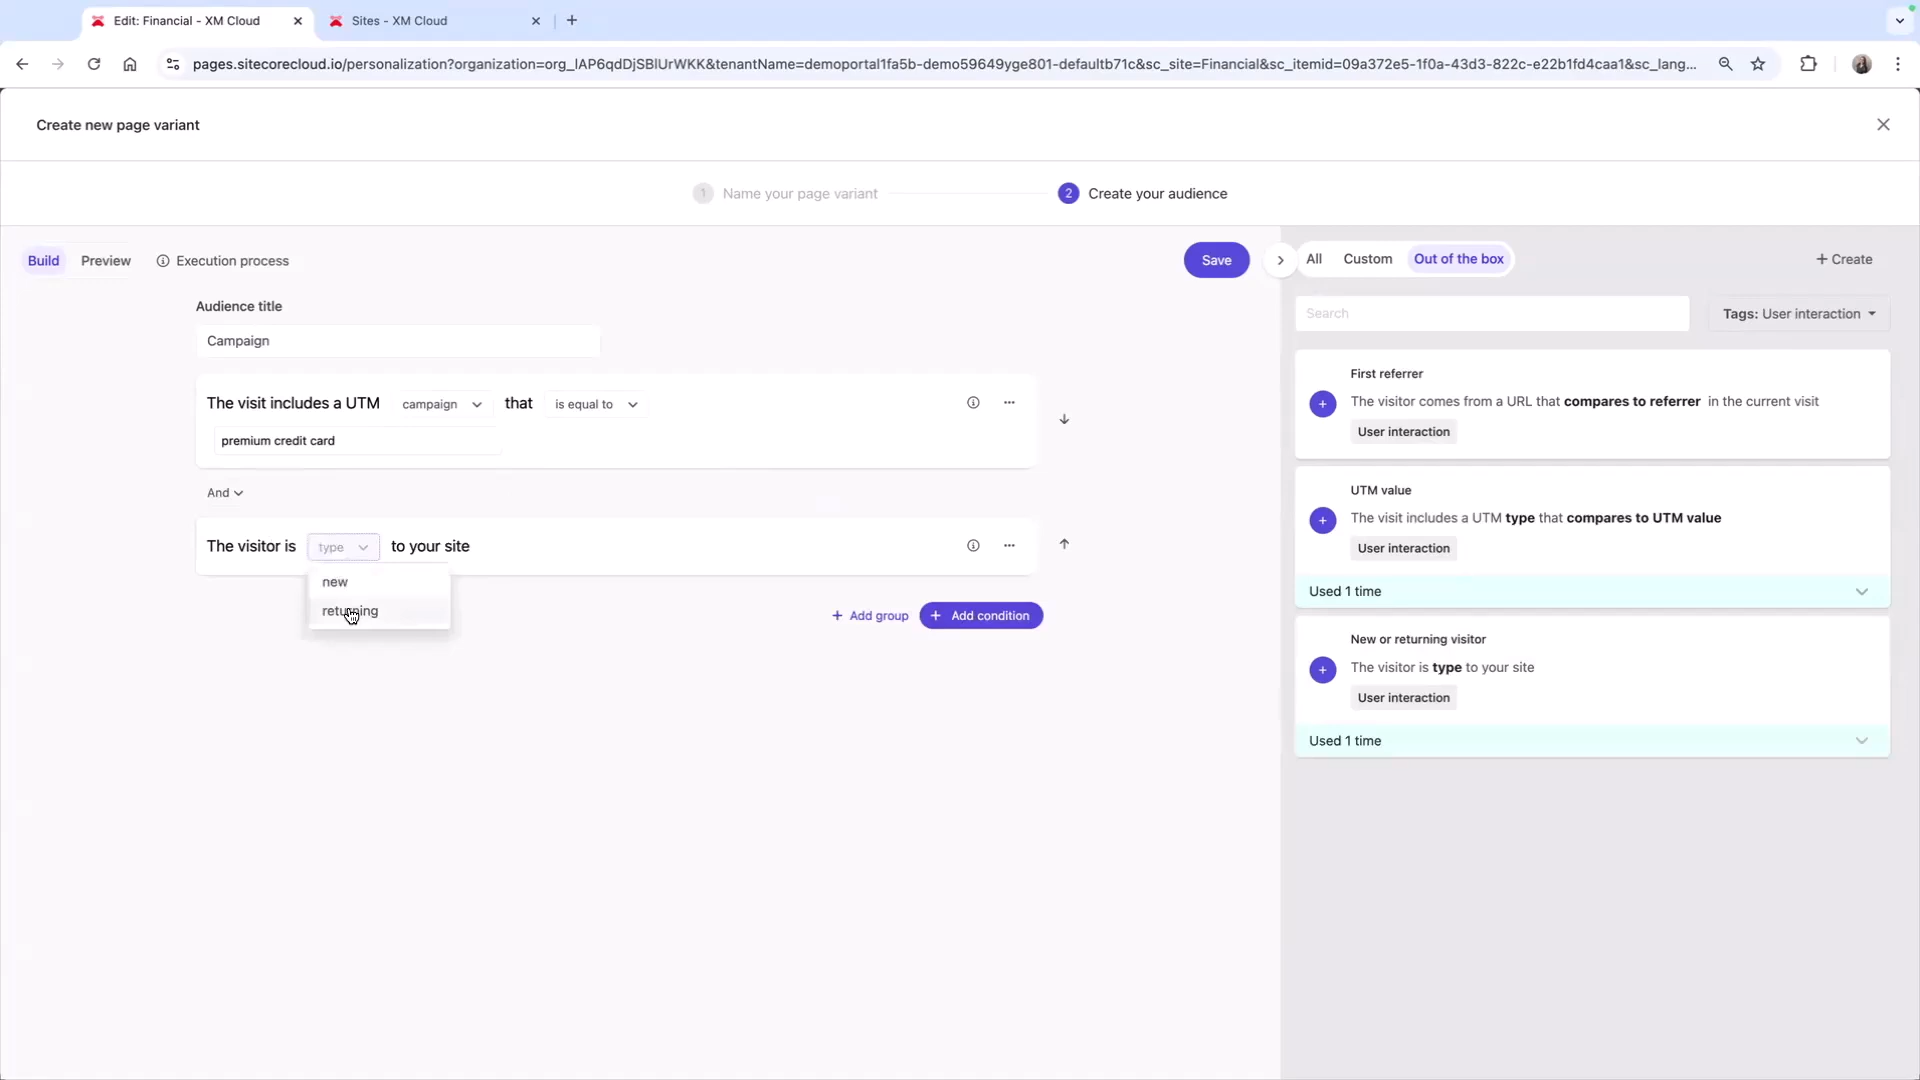 Edit: Financial - XM Cloud
Sites - XM Cloud
pages.sitecorecloud.io/personalization?organization=org_lAP6qdDjSBlUrWKK&tenantName=demoportal1fa5b-demo59649yge801-defaultb71c&sc_site=Financial&sc_itemid=09a372e5-1f0a-43d3-822c-e22b1fd4caa1&sc_lang...
Create new page variant
1 Name your page variant
2 Create your audience
Build Preview Execution process
Save
All Custom Out of the box
+ Create
Audience title
Campaign
Search
Tags: User interaction
The visit includes a UTM campaign that is equal to
premium credit card
And
The visitor is type to your site
new
returning
+ Add group
+ Add condition
First referrer
The visitor comes from a URL that compares to referrer in the current visit
User interaction
UTM value
The visit includes a UTM type that compares to UTM value
User interaction
Used 1 time
New or returning visitor
The visitor is type to your site
User interaction
Used 1 time